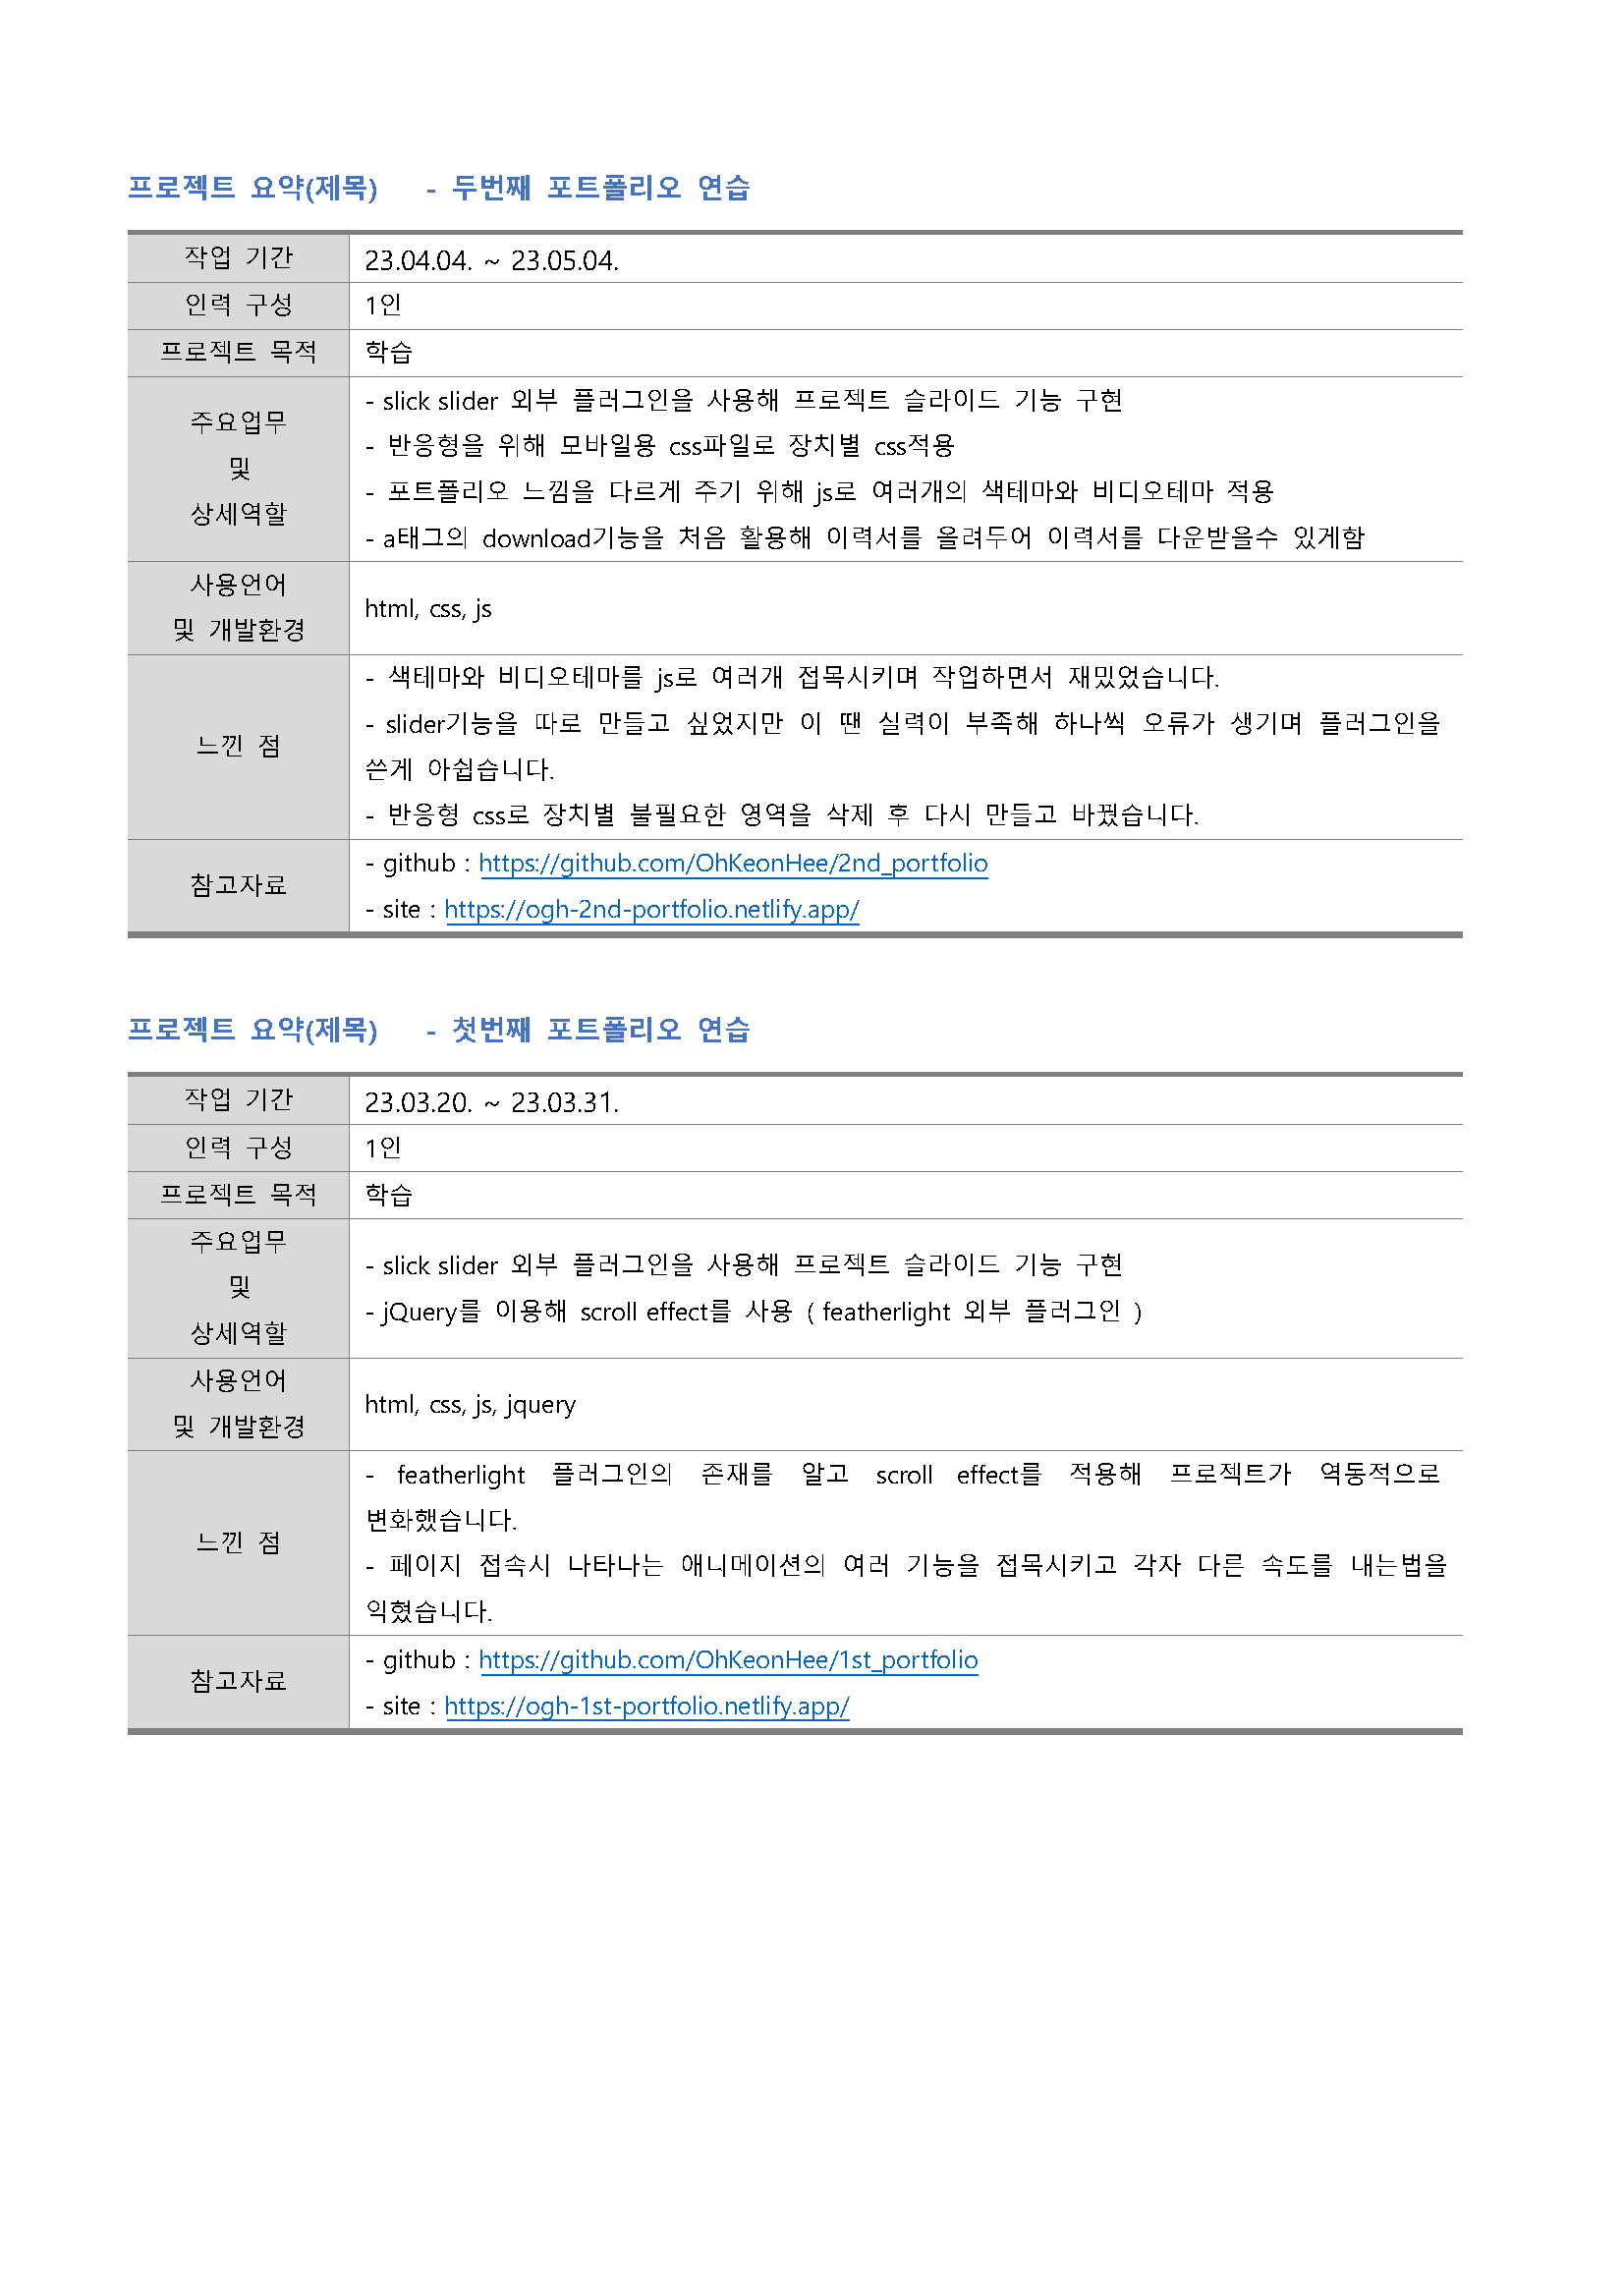 프로젝트 요약(제목) - 두번째 포트폴리오 연습
작업 기간
23.04.04. ~ 23.05.04.
인력 구성
1인
프로젝트 목적
학습
주요업무
및
상세역할
- slick slider 외부 플러그인을 사용해 프로젝트 슬라이드 기능 구현
- 반응형을 위해 모바일용 css파일로 장치별 css적용
- 포트폴리오 느낌을 다르게 주기 위해 js로 여러개의 색테마와 비디오테마 적용
- a태그의 download기능을 처음 활용해 이력서를 올려두어 이력서를 다운받을수 있게함
사용언어
및 개발환경
html, css, js
느낀 점
- 색테마와 비디오테마를 js로 여러개 접목시키며 작업하면서 재밌었습니다.
- slider기능을 따로 만들고 싶었지만 이 땐 실력이 부족해 하나씩 오류가 생기며 플러그인을
쓴게 아쉽습니다.
- 반응형 css로 장치별 불필요한 영역을 삭제 후 다시 만들고 바꿨습니다.
참고자료
- github : https://github.com/OhKeonHee/2nd_portfolio
- site : https://ogh-2nd-portfolio.netlify.app/
프로젝트 요약(제목) - 첫번째 포트폴리오 연습
작업 기간
23.03.20. ~ 23.03.31.
인력 구성
1인
프로젝트 목적
학습
주요업무
및
상세역할
- slick slider 외부 플러그인을 사용해 프로젝트 슬라이드 기능 구현
- jQuery를 이용해 scroll effect를 사용 ( featherlight 외부 플러그인 )
사용언어
및 개발환경
html, css, js, jquery
느낀 점
- featherlight 플러그인의 존재를 알고 scroll effect를 적용해 프로젝트가 역동적으로
변화했습니다.
- 페이지 접속시 나타나는 애니메이션의 여러 기능을 접목시키고 각자 다른 속도를 내는법을
익혔습니다.
참고자료
- github : https://github.com/OhKeonHee/1st_portfolio
- site : https://ogh-1st-portfolio.netlify.app/